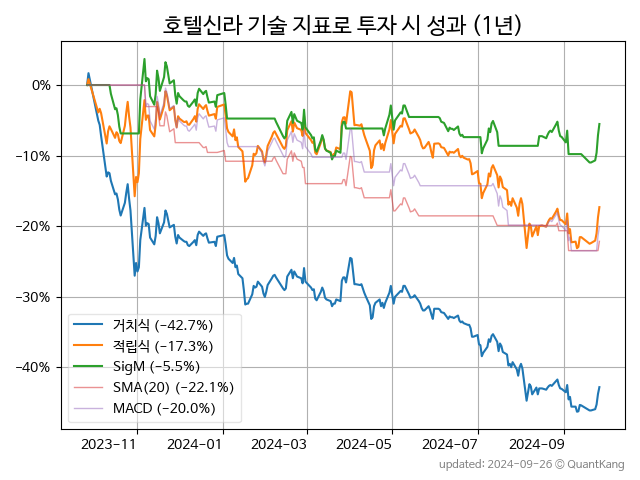 호텔신라 기술 지표로 투자 시 성과 (1년)
0%
−10%
−20%
−30%
−40%
거치식 (−42.7%)
적립식 (−17.3%)
SigM (−5.5%)
SMA(20) (−22.1%)
MACD (−20.0%)
2023−11 2024−01 2024−03 2024−05 2024−07 2024−09
updated: 2024−09−26 © QuantKang